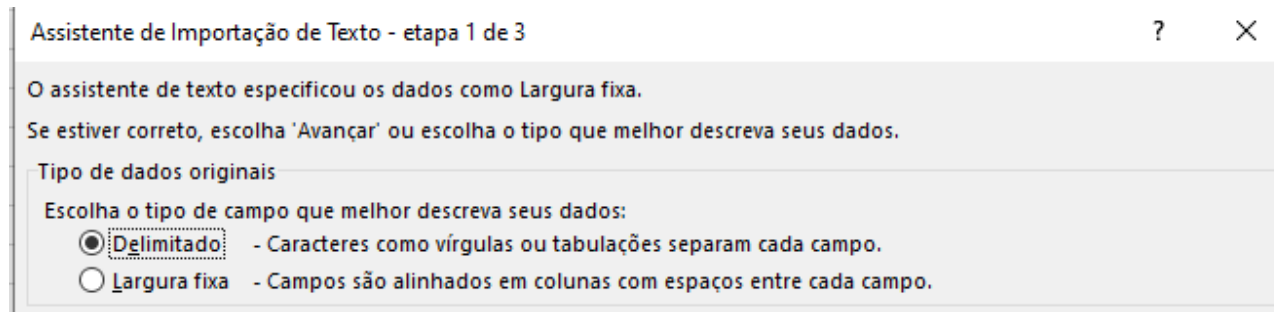 Assistente de Importação de Texto - etapa 1 de 3 ?
O assistente de texto especificou os dados como Largura fixa.
Se estiver correto, escolha 'Avançar' ou escolha o tipo que melhor descreva seus dados.
Tipo de dados originais
Escolha o tipo de campo que melhor descreva seus dados:
Delimitado - Caracteres como vírgulas ou tabulações separam cada campo.
Largura fixa - Campos são alinhados em colunas com espaços entre cada campo.